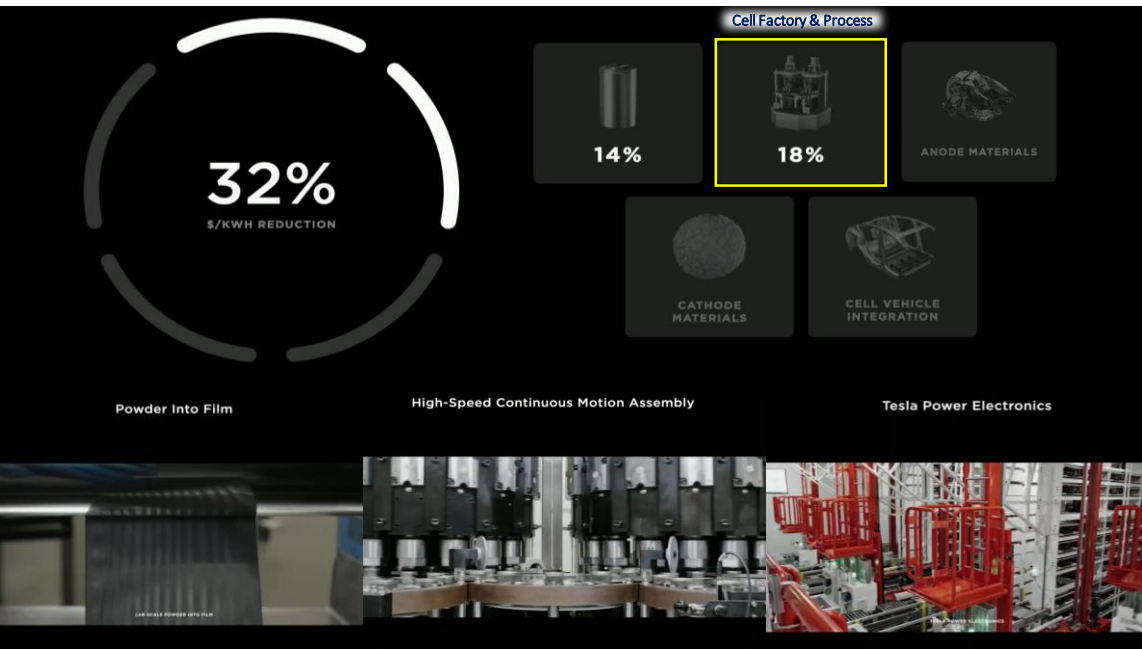 Cell Factory & Process
32%
$/KWH REDUCTION
14%
18%
ANODE MATERIALS
CATHODE
MATERIALS
CELL VEHICLE
INTEGRATION
Powder Into Film
High-Speed Continuous Motion Assembly
Tesla Power Electronics
LAB SCALE POWDER INTO FILM
TESLA POWER ELECTRONICS